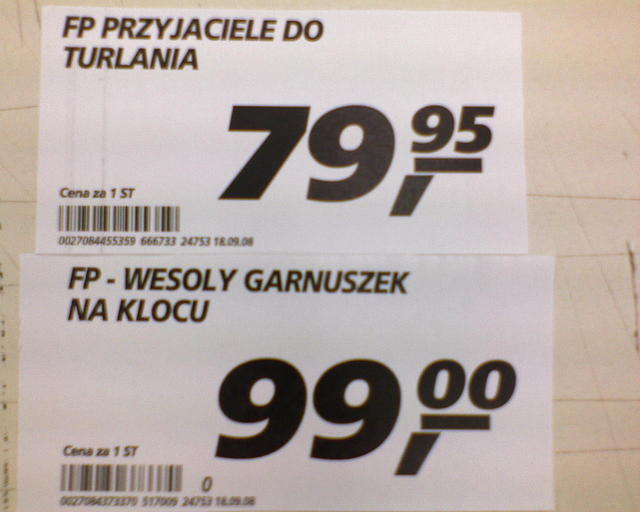 FP PRZYJACIELE DO
TURLANIA
79,95
Cena za 1 ST
0027084455359 666733 24753 18.09.08
FP - WESOLY GARNUSZEK
NA KLOCU
99,00
Cena za 1 ST
0
0027084373370 517009 24753 18.09.08